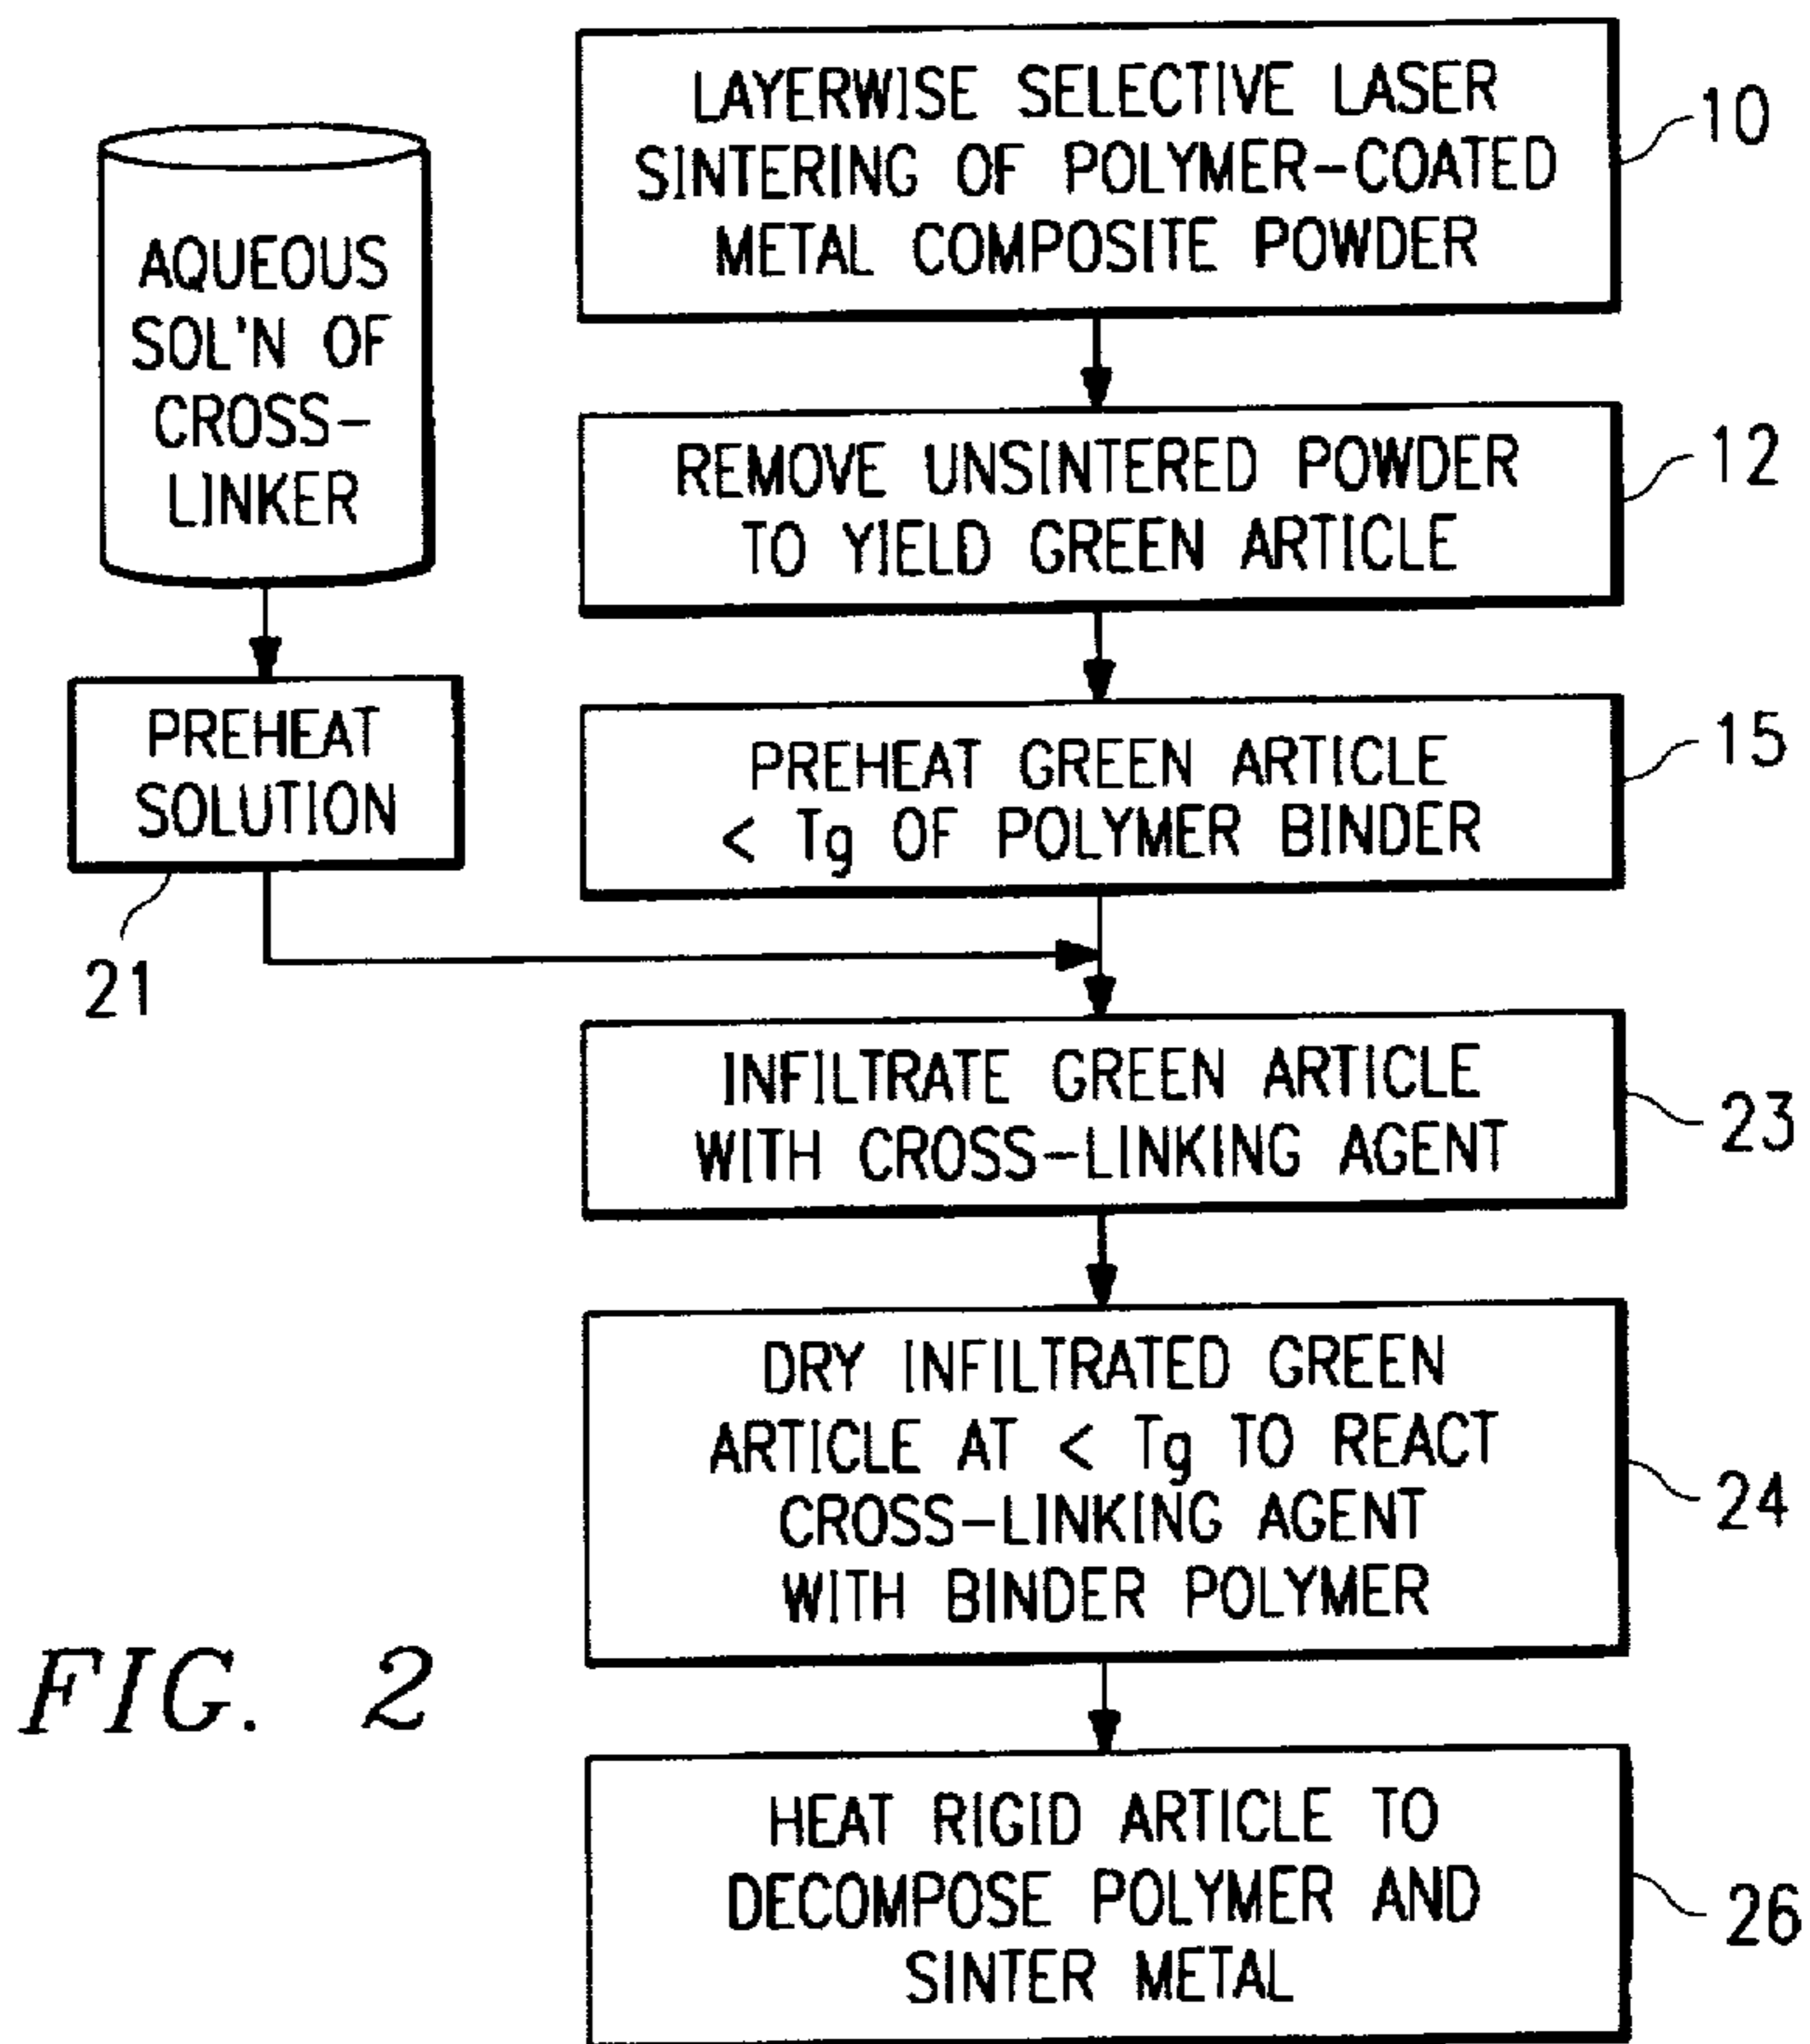 LAYERWISE SELECTIVE LASER
SINTERING OF POLYMER-COATED
METAL COMPOSITE POWDER
10
AQUEOUS
SOL'N OF
CROSS-
LINKER
REMOVE UNSINTERED POWDER
TO YIELD GREEN ARTICLE
12
PREHEAT
SOLUTION
21
PREHEAT GREEN ARTICLE
< Tg OF POLYMER BINDER
15
INFILTRATE GREEN ARTICLE
WITH CROSS-LINKING AGENT
23
DRY INFILTRATED GREEN
ARTICLE AT < Tg TO REACT
CROSS-LINKING AGENT
WITH BINDER POLYMER
24
FIG. 2
HEAT RIGID ARTICLE TO
DECOMPOSE POLYMER AND
SINTER METAL
26